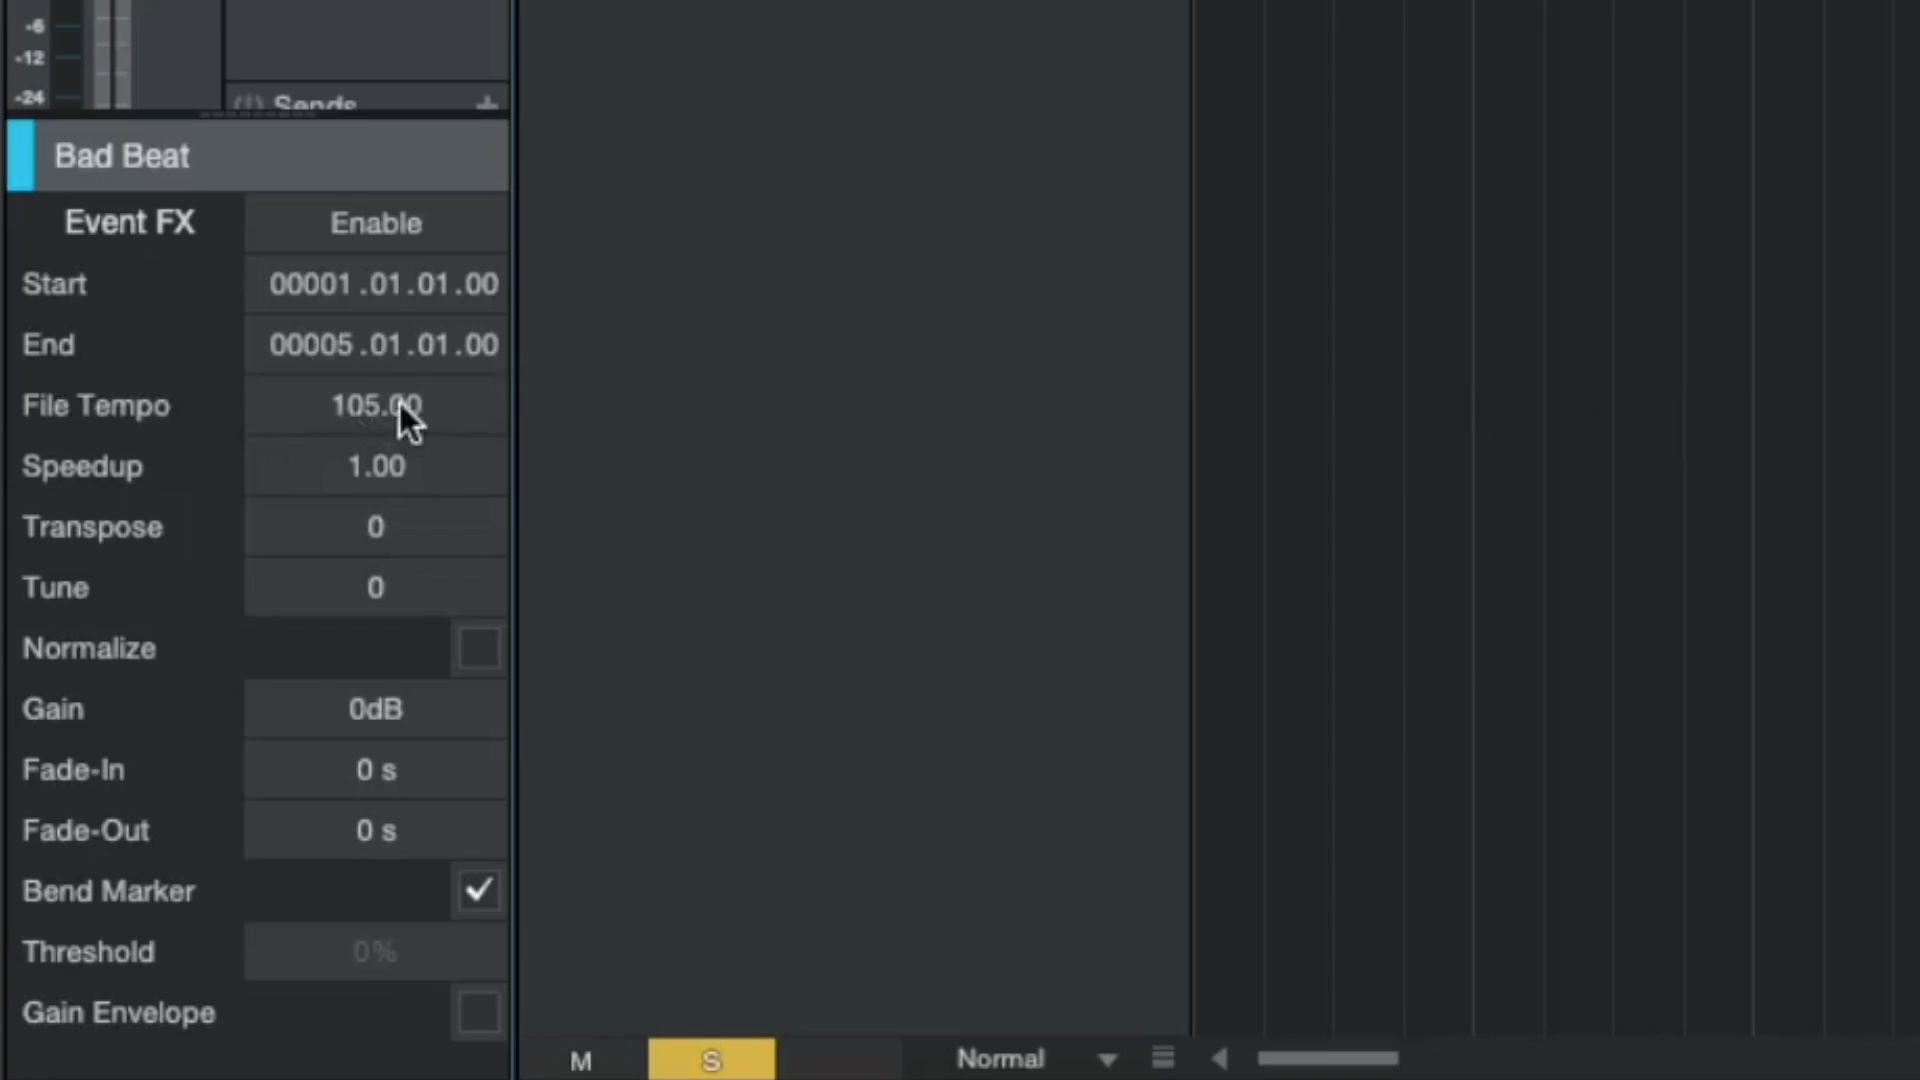 -6
-12
-24
Sends +
Bad Beat
Event FX Enable
Start 00001.01.01.00
End 00005.01.01.00
File Tempo 105.00
Speedup 1.00
Transpose 0
Tune 0
Normalize
Gain 0dB
Fade-In 0 s
Fade-Out 0 s
Bend Marker
Threshold 0%
Gain Envelope
M S Normal